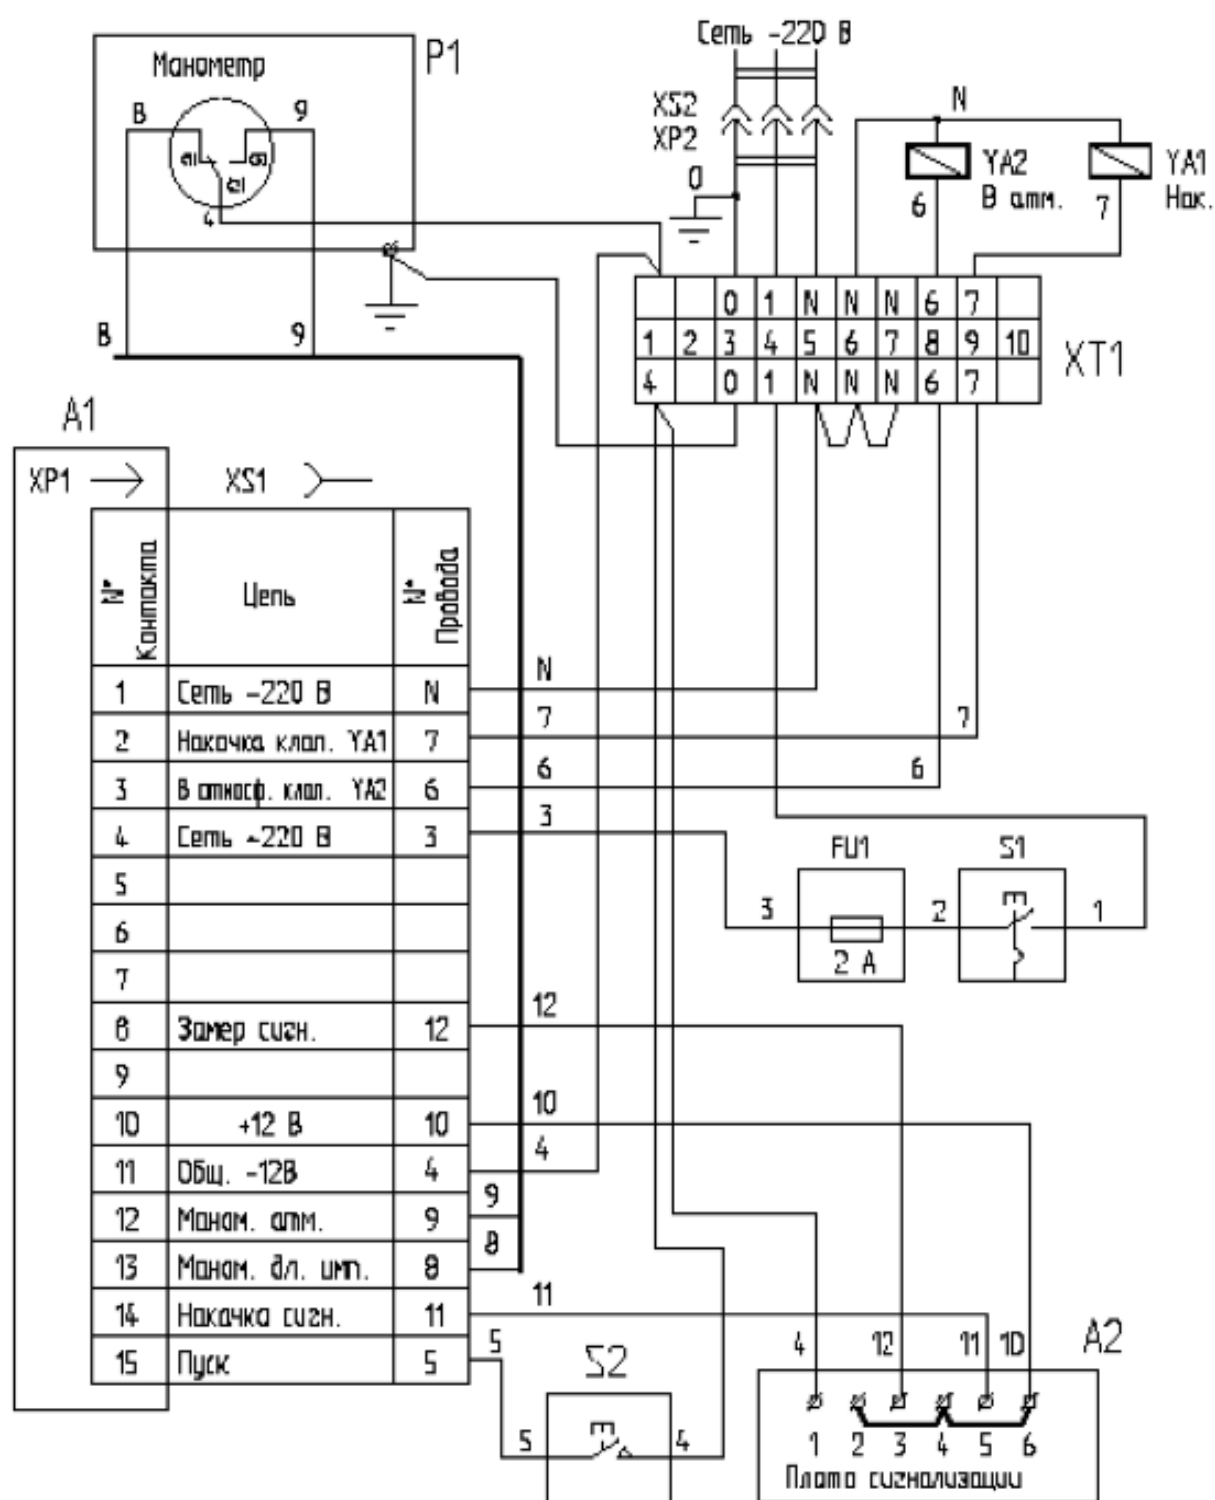 Сеть ~220 В
Манометр
P1
8 9
4
XS2
XP2
0
N
YA2
В атм.
6
YA1
Нак.
7
0 1 N N N 6 7
1 2 3 4 5 6 7 8 9 10
4 0 1 N N N 6 7
XT1
8 9
A1
XP1
XS1
N° Контакта Цепь N° Провода
1 Сеть ~220 В N
2 Накачка клап. YA1 7
3 В атмосф. клап. YA2 6
4 Сеть ~220 В 3
5
6
7
8 Замер сигн. 12
9
10 +12 В 10
11 Общ. -12В 4
12 Маном. атм. 9
13 Маном. дл. имп. 8
14 Накачка сигн. 11
15 Пуск 5
N
7 7
6 6
3
FU1 S1
3 2 1
2 А
12
10
4
9
8
11
5
S2
5 4
A2
4 12 11 10
1 2 3 4 5 6
Плата сигнализации